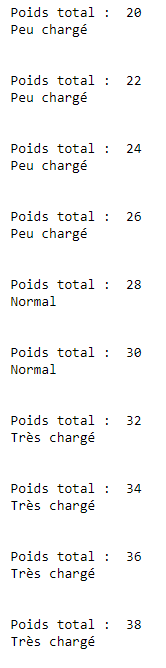 Poids total :  20
Peu chargé
Poids total :  22
Peu chargé
Poids total :  24
Peu chargé
Poids total :  26
Peu chargé
Poids total :  28
Normal
Poids total :  30
Normal
Poids total :  32
Très chargé
Poids total :  34
Très chargé
Poids total :  36
Très chargé
Poids total :  38
Très chargé